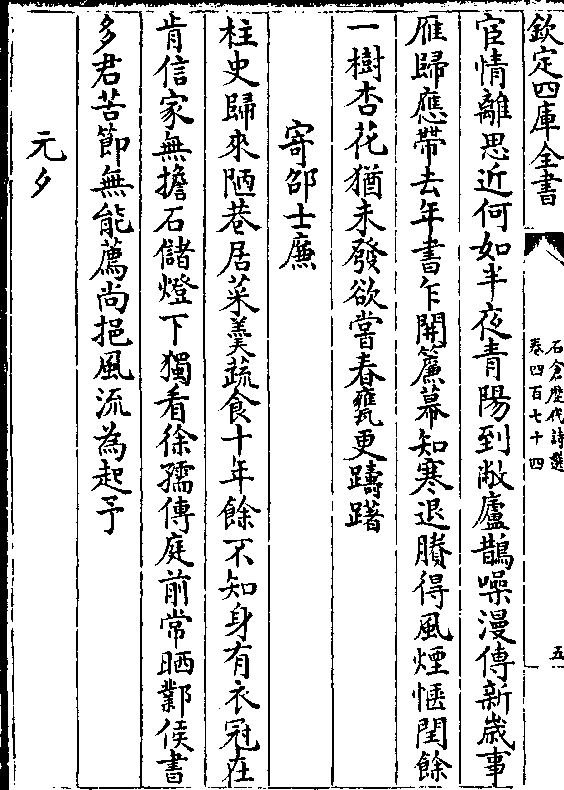 欽定四庫全書
石倉歴代詩選
卷四百七十四
五
宦情離思近何如半夜青陽到敝廬鵲噪漫傳新歲事
雁歸應帶去年書乍開簾幕知寒退賸得風煙愜閏餘
一樹杏花猶未發欲嘗春甕更躊躇
寄邵士廉
柱史歸來陋巷居菜羮蔬食十年餘不知身有衣冠在
肯信家無擔石儲燈下獨看徐孺傳庭前常晒鄴侯書
多君苦節無能薦尚挹風流為起予
元夕